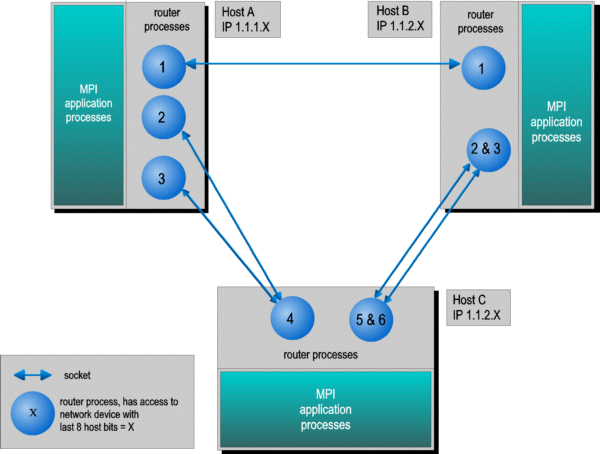 router
processes
Host A
IP 1.1.1.X
Host B
IP 1.1.2.X
router
processes
1
1
MPI
application
processes
2
MPI
application
processes
2 & 3
3
4
5 & 6
Host C
IP 1.1.2.X
router processes
socket
X
router process, has access to
network device with
last 8 host bits = X
MPI
application
processes